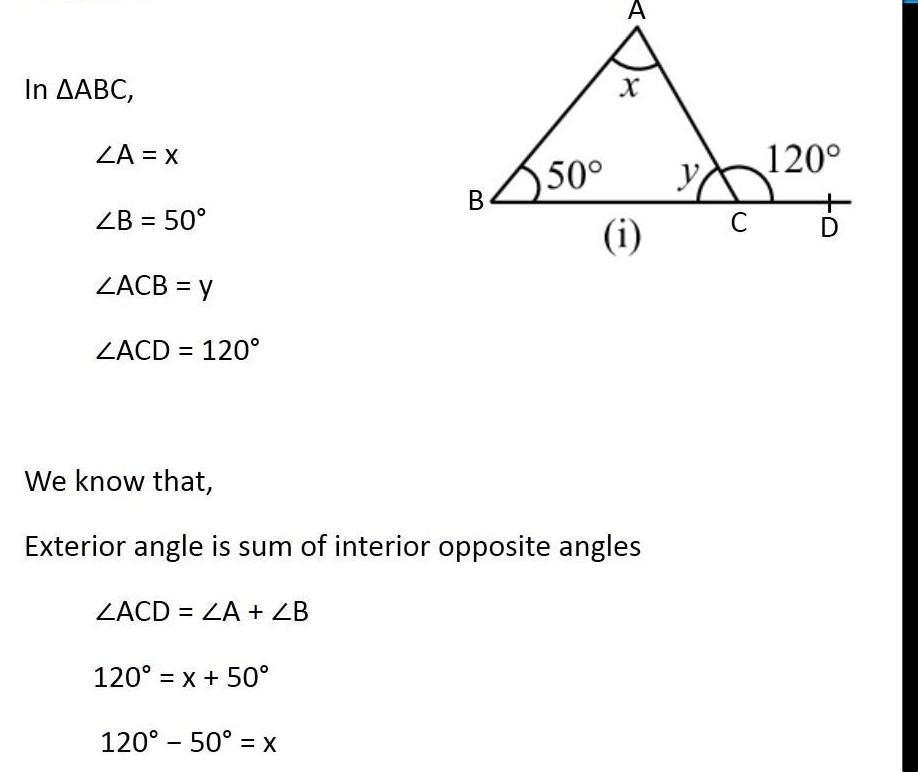 A
In ∆ABC,
x
∠A = x
120°
50°
y
B
∠B = 50°
C
D
(i)
∠ACB = y
∠ACD = 120°
We know that,
Exterior angle is sum of interior opposite angles
∠ACD = ∠A + ∠B
120° = x + 50°
120° − 50° = x